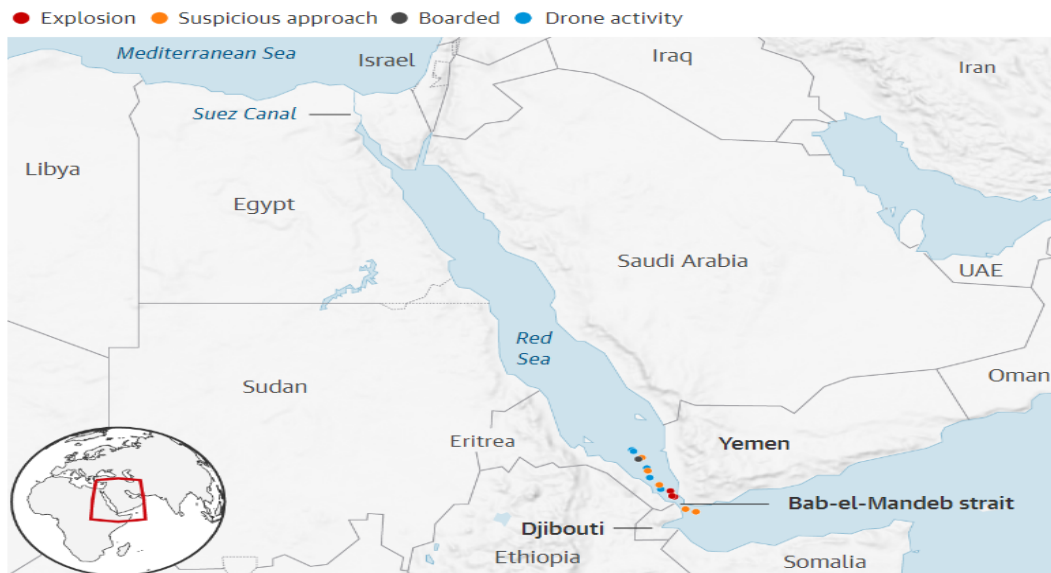 Explosion Suspicious approach Boarded Drone activity
Mediterranean Sea
Israel
Iraq
Iran
Suez Canal
Libya
Egypt
Saudi Arabia
UAE
Red
Sea
Oman
Sudan
Eritrea
Yemen
Bab-el-Mandeb strait
Djibouti
Ethiopia
Somalia